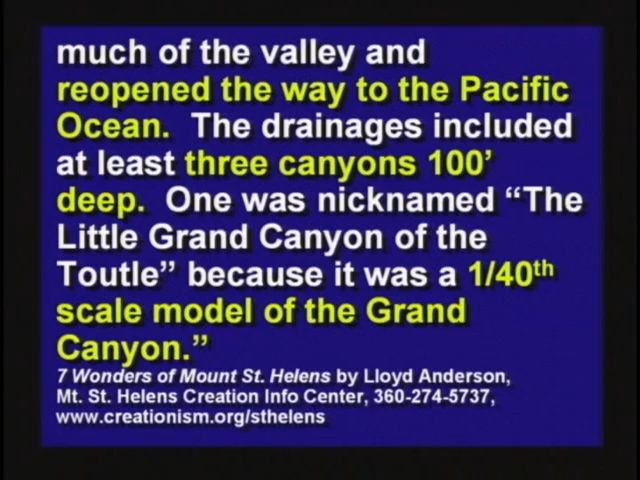 much of the valley and
reopened the way to the Pacific
Ocean.  The drainages included
at least three canyons 100’
deep.  One was nicknamed “The
Little Grand Canyon of the
Toutle” because it was a 1/40th
scale model of the Grand
Canyon.”
7 Wonders of Mount St. Helens by Lloyd Anderson,
Mt. St. Helens Creation Info Center, 360-274-5737,
www.creationism.org/sthelens